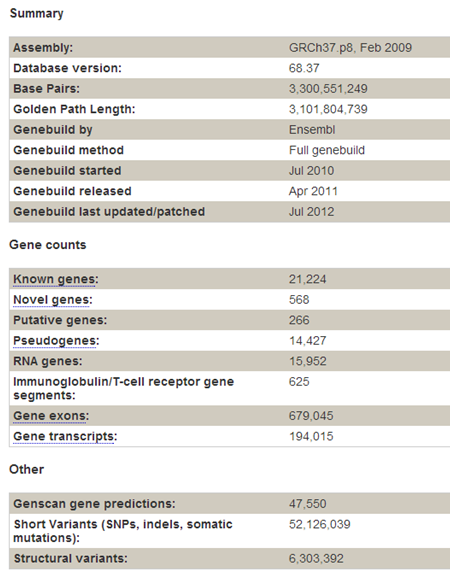 Summary
Assembly: GRCh37.p8, Feb 2009
Database version: 68.37
Base Pairs: 3,300,551,249
Golden Path Length: 3,101,804,739
Genebuild by Ensembl
Genebuild method Full genebuild
Genebuild started Jul 2010
Genebuild released Apr 2011
Genebuild last updated/patched Jul 2012
Gene counts
Known genes: 21,224
Novel genes: 568
Putative genes: 266
Pseudogenes: 14,427
RNA genes: 15,952
Immunoglobulin/T-cell receptor gene 625
segments:
Gene exons: 679,045
Gene transcripts: 194,015
Other
Genscan gene predictions: 47,550
Short Variants (SNPs, indels, somatic 52,126,039
mutations):
Structural variants: 6,303,392